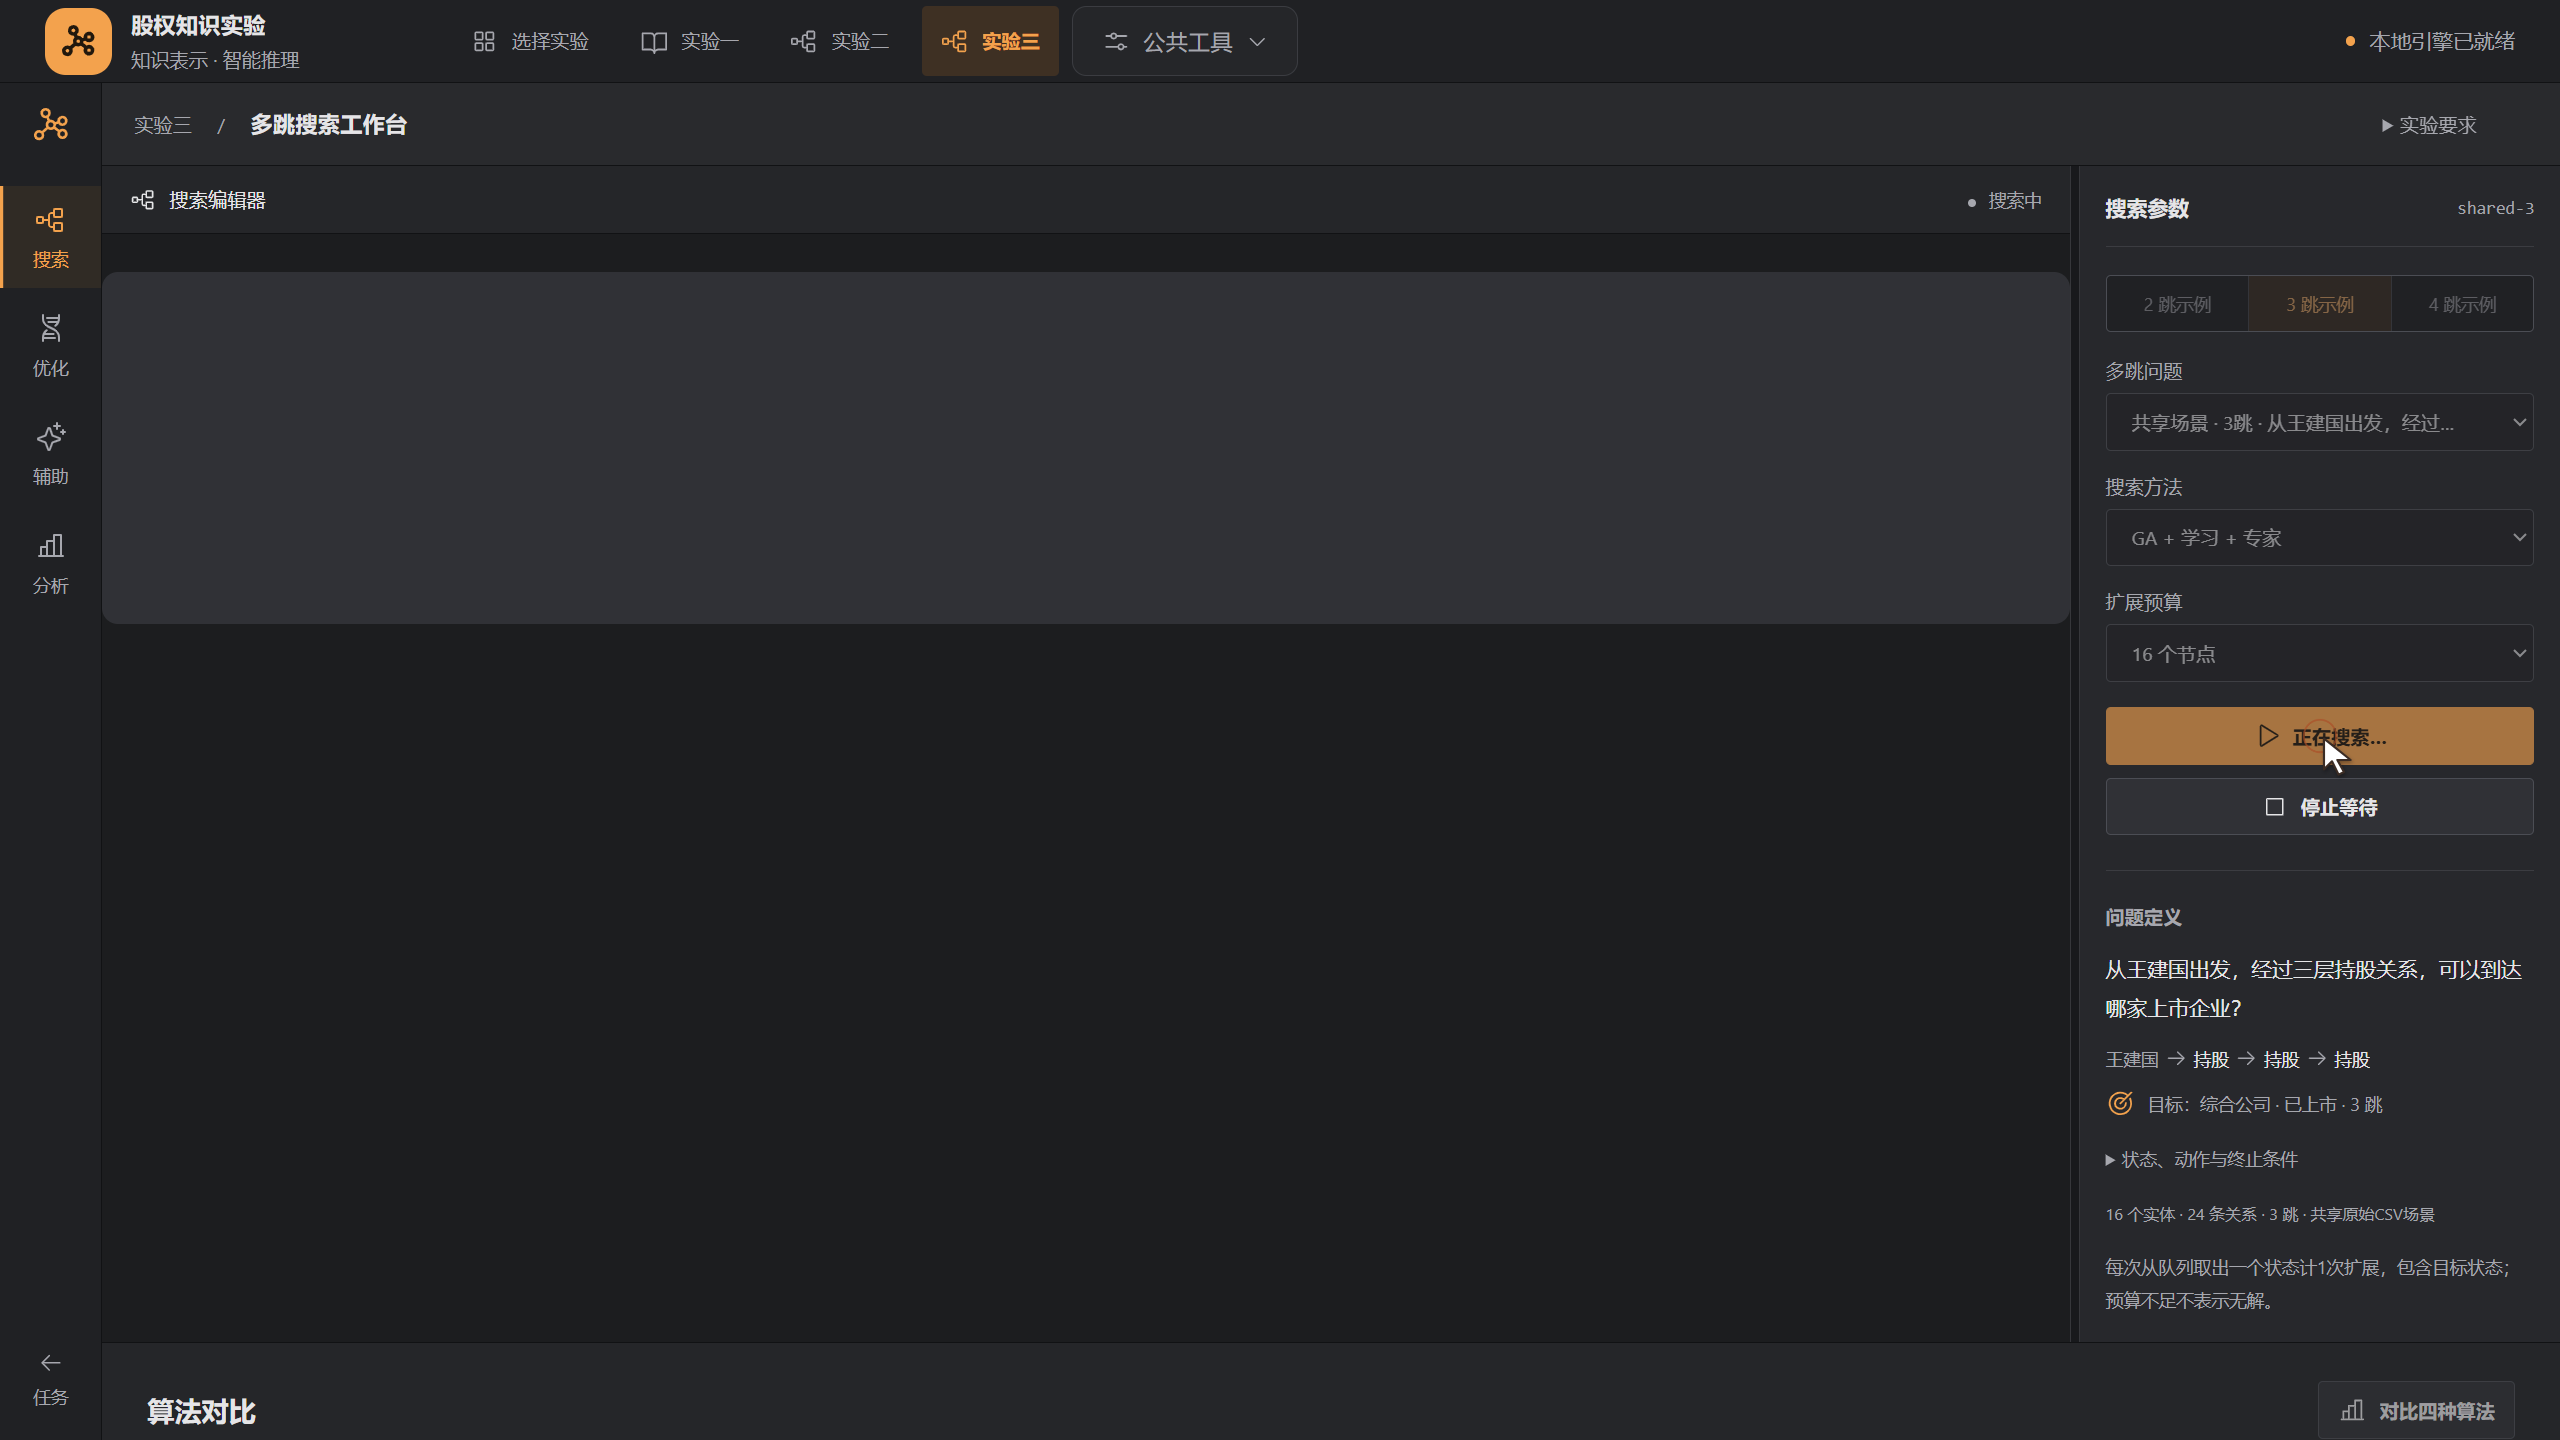 股权知识实验
知识表示 · 智能推理
选择实验
实验一
实验二
实验三
公共工具
本地引擎已就绪
实验三 / 多跳搜索工作台
实验要求
搜索
优化
辅助
分析
任务
搜索编辑器
搜索中
搜索参数
shared-3
2 跳示例
3 跳示例
4 跳示例
多跳问题
共享场景 · 3跳 · 从王建国出发，经过...
搜索方法
GA + 学习 + 专家
扩展预算
16 个节点
正在搜索...
停止等待
问题定义
从王建国出发，经过三层持股关系，可以到达
哪家上市企业？
王建国 → 持股 → 持股 → 持股
目标：综合公司 · 已上市 · 3 跳
状态、动作与终止条件
16 个实体 · 24 条关系 · 3 跳 · 共享原始CSV场景
每次从队列取出一个状态计1次扩展，包含目标状态；
预算不足不表示无解。
算法对比
对比四种算法